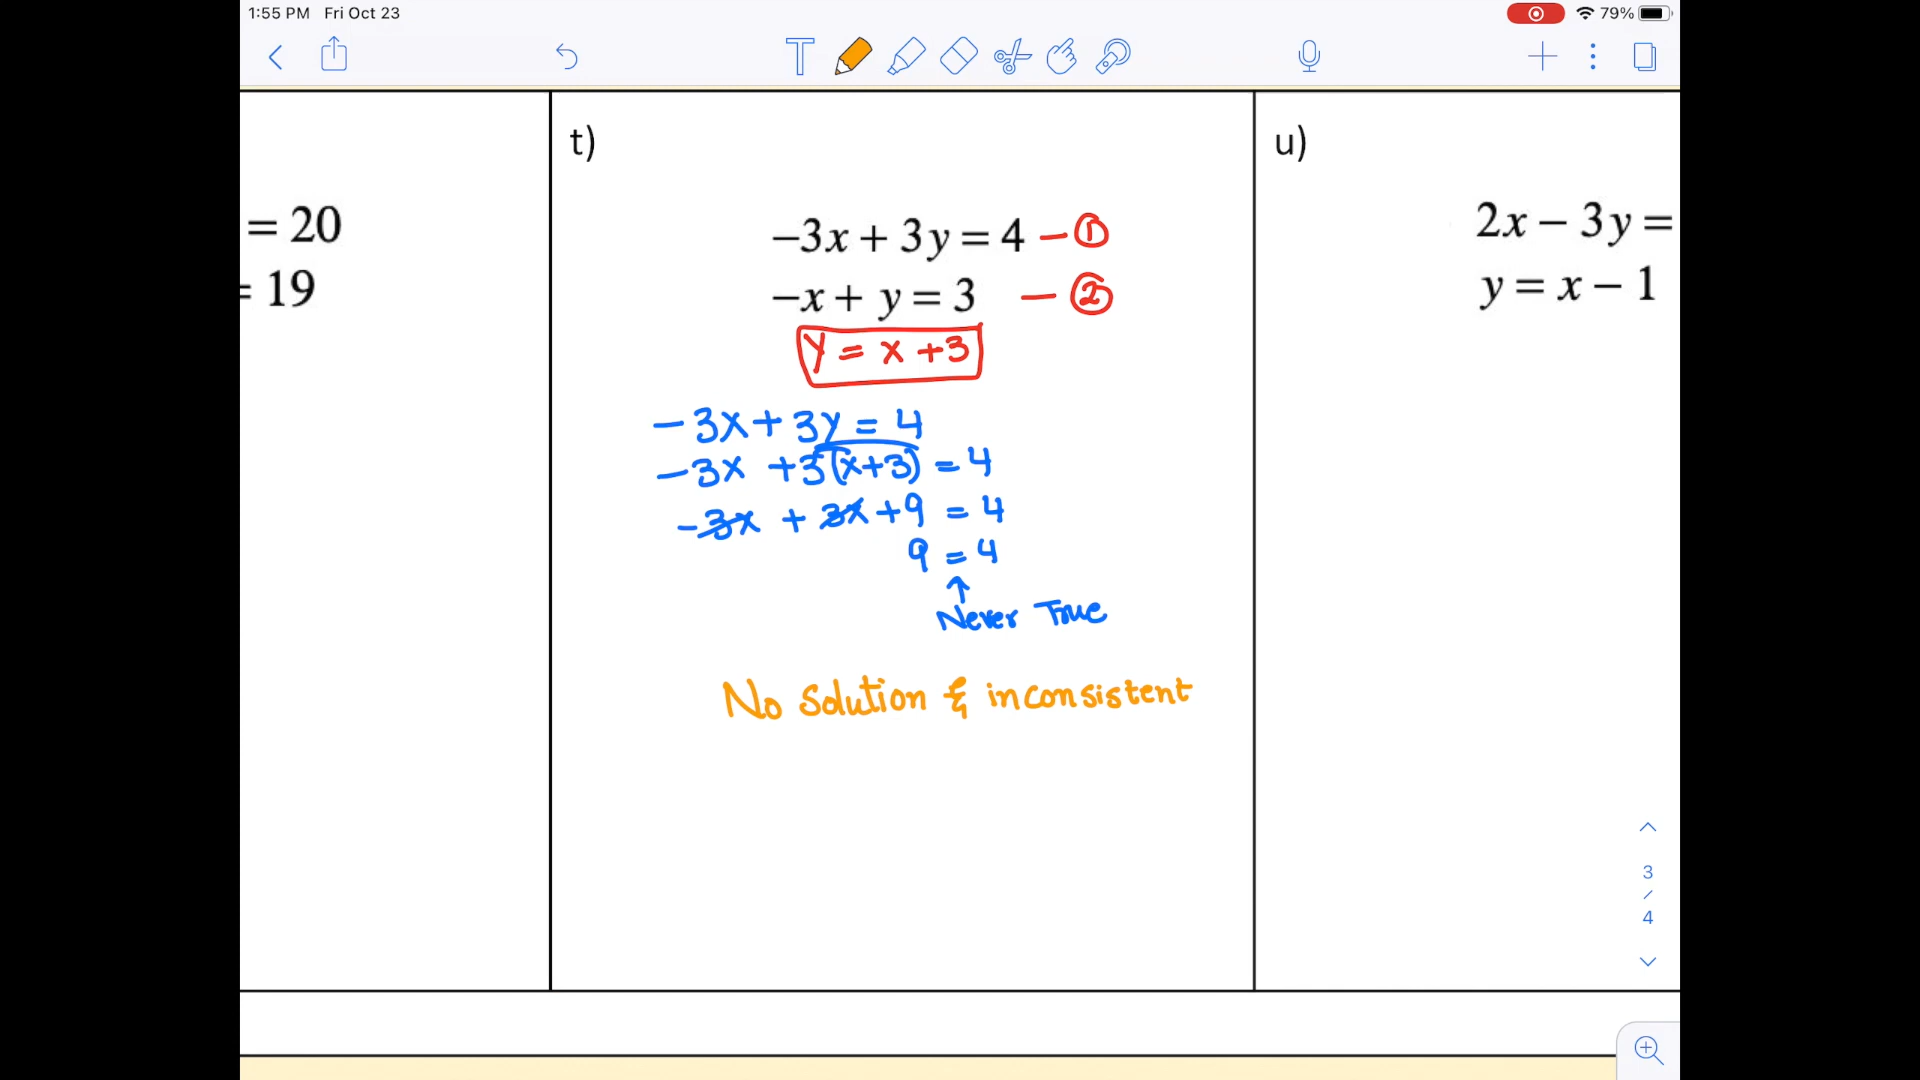 1:55 PM Fri Oct 23
79%
= 20
= 19
t)
−3x + 3y = 4 — ①
−x + y = 3 — ②
y = x + 3
− 3x + 3y = 4
− 3x + 3(x+3) = 4
− 3x + 3x + 9 = 4
9 = 4
↑
Never True
No solution & inconsistent
u)
2x − 3y =
y = x − 1
3
/
4